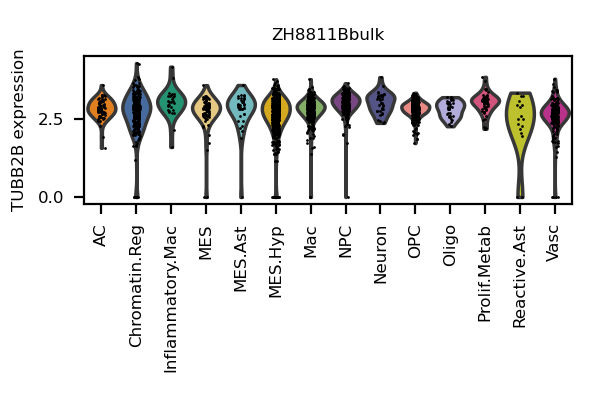 ZH8811Bbulk
TUBB2B expression
2.5
0.0
AC
Chromatin.Reg
Inflammatory.Mac
MES
MES.Ast
MES.Hyp
Mac
NPC
Neuron
OPC
Oligo
Prolif.Metab
Reactive.Ast
Vasc